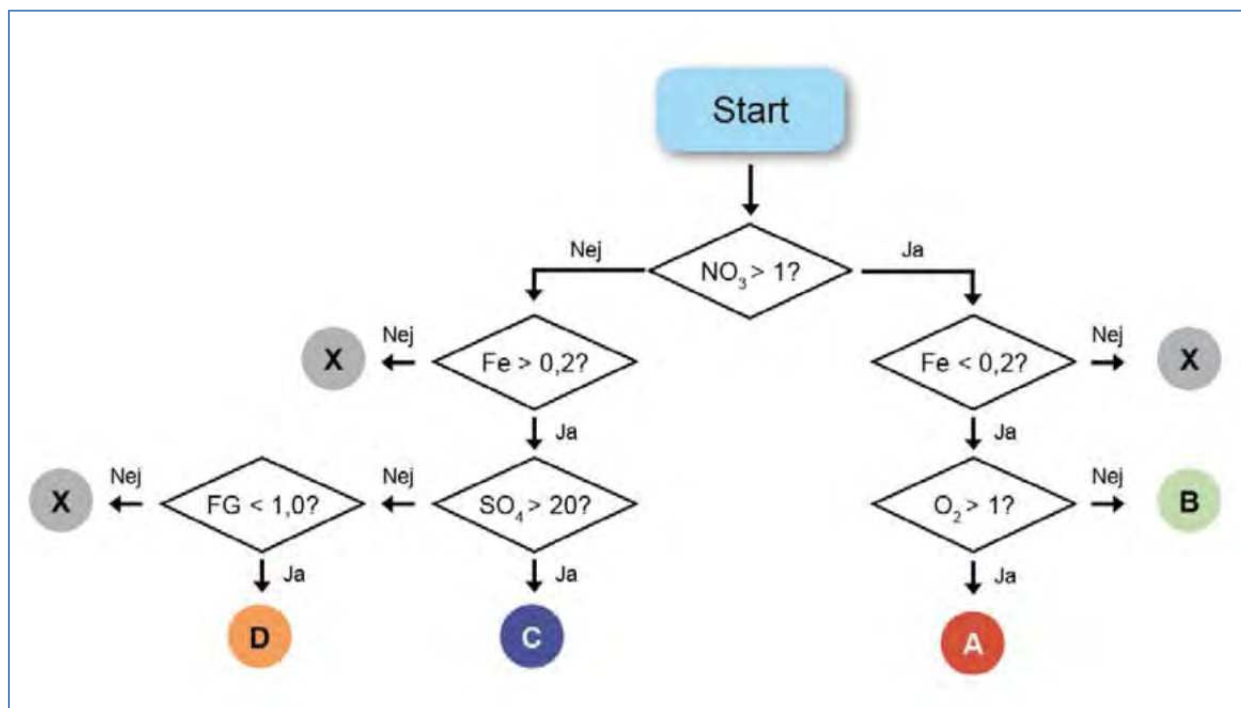 Start
Nej
Ja
NO₃ > 1?
X
Nej
Fe > 0,2?
Fe < 0,2?
Nej
X
Ja
Ja
X
Nej
FG < 1,0?
Nej
SO₄ > 20?
O₂ > 1?
Nej
B
Ja
Ja
Ja
D
C
A